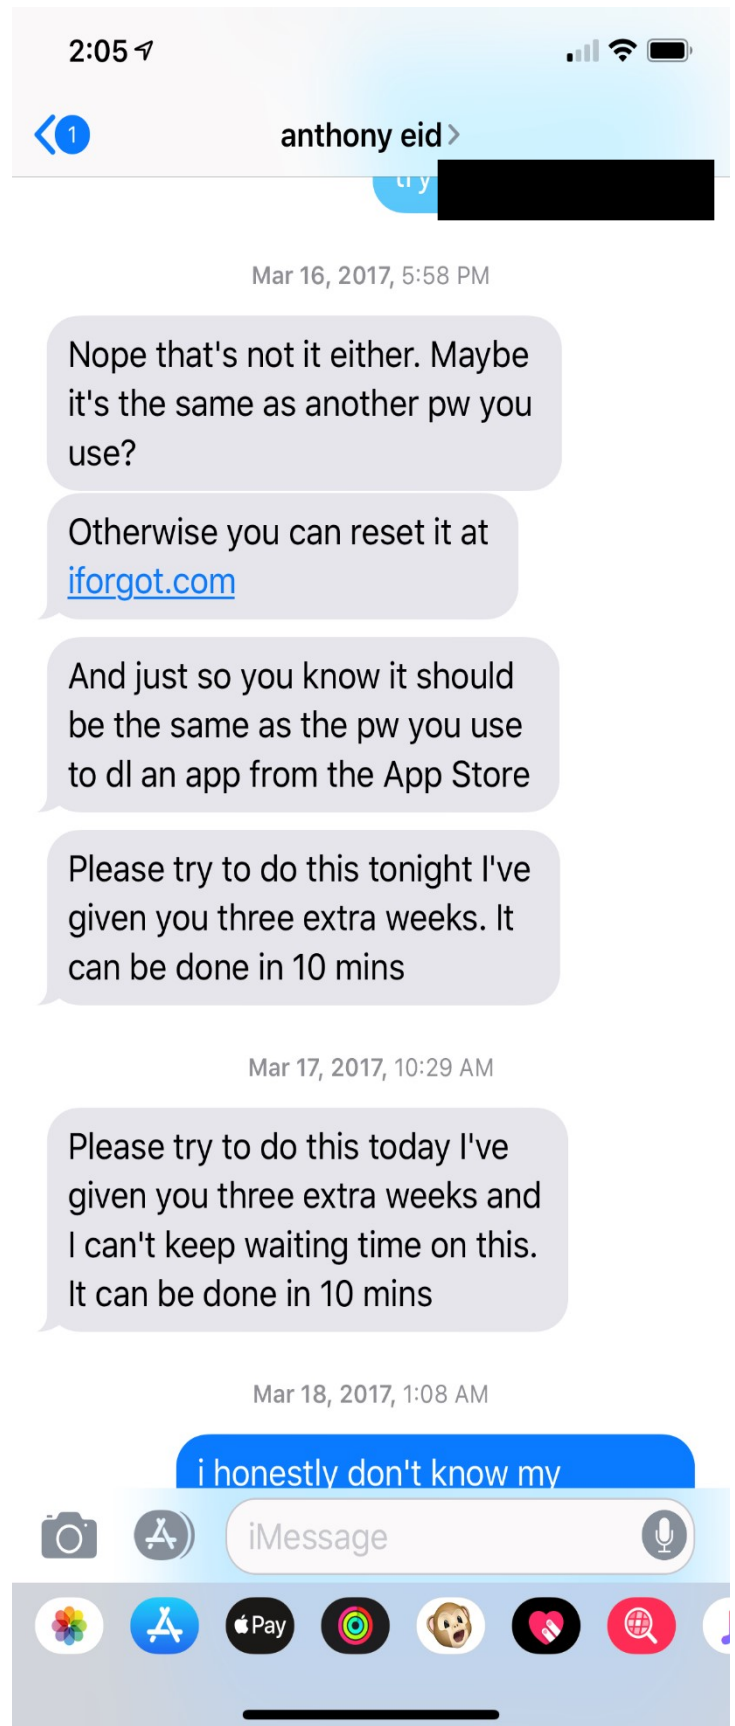 2:05
1
anthony eid
try
Mar 16, 2017, 5:58 PM
Nope that's not it either. Maybe
it's the same as another pw you
use?
Otherwise you can reset it at
iforgot.com
And just so you know it should
be the same as the pw you use
to dl an app from the App Store
Please try to do this tonight I've
given you three extra weeks. It
can be done in 10 mins
Mar 17, 2017, 10:29 AM
Please try to do this today I've
given you three extra weeks and
I can't keep waiting time on this.
It can be done in 10 mins
Mar 18, 2017, 1:08 AM
i honestly don't know my
iMessage
Pay